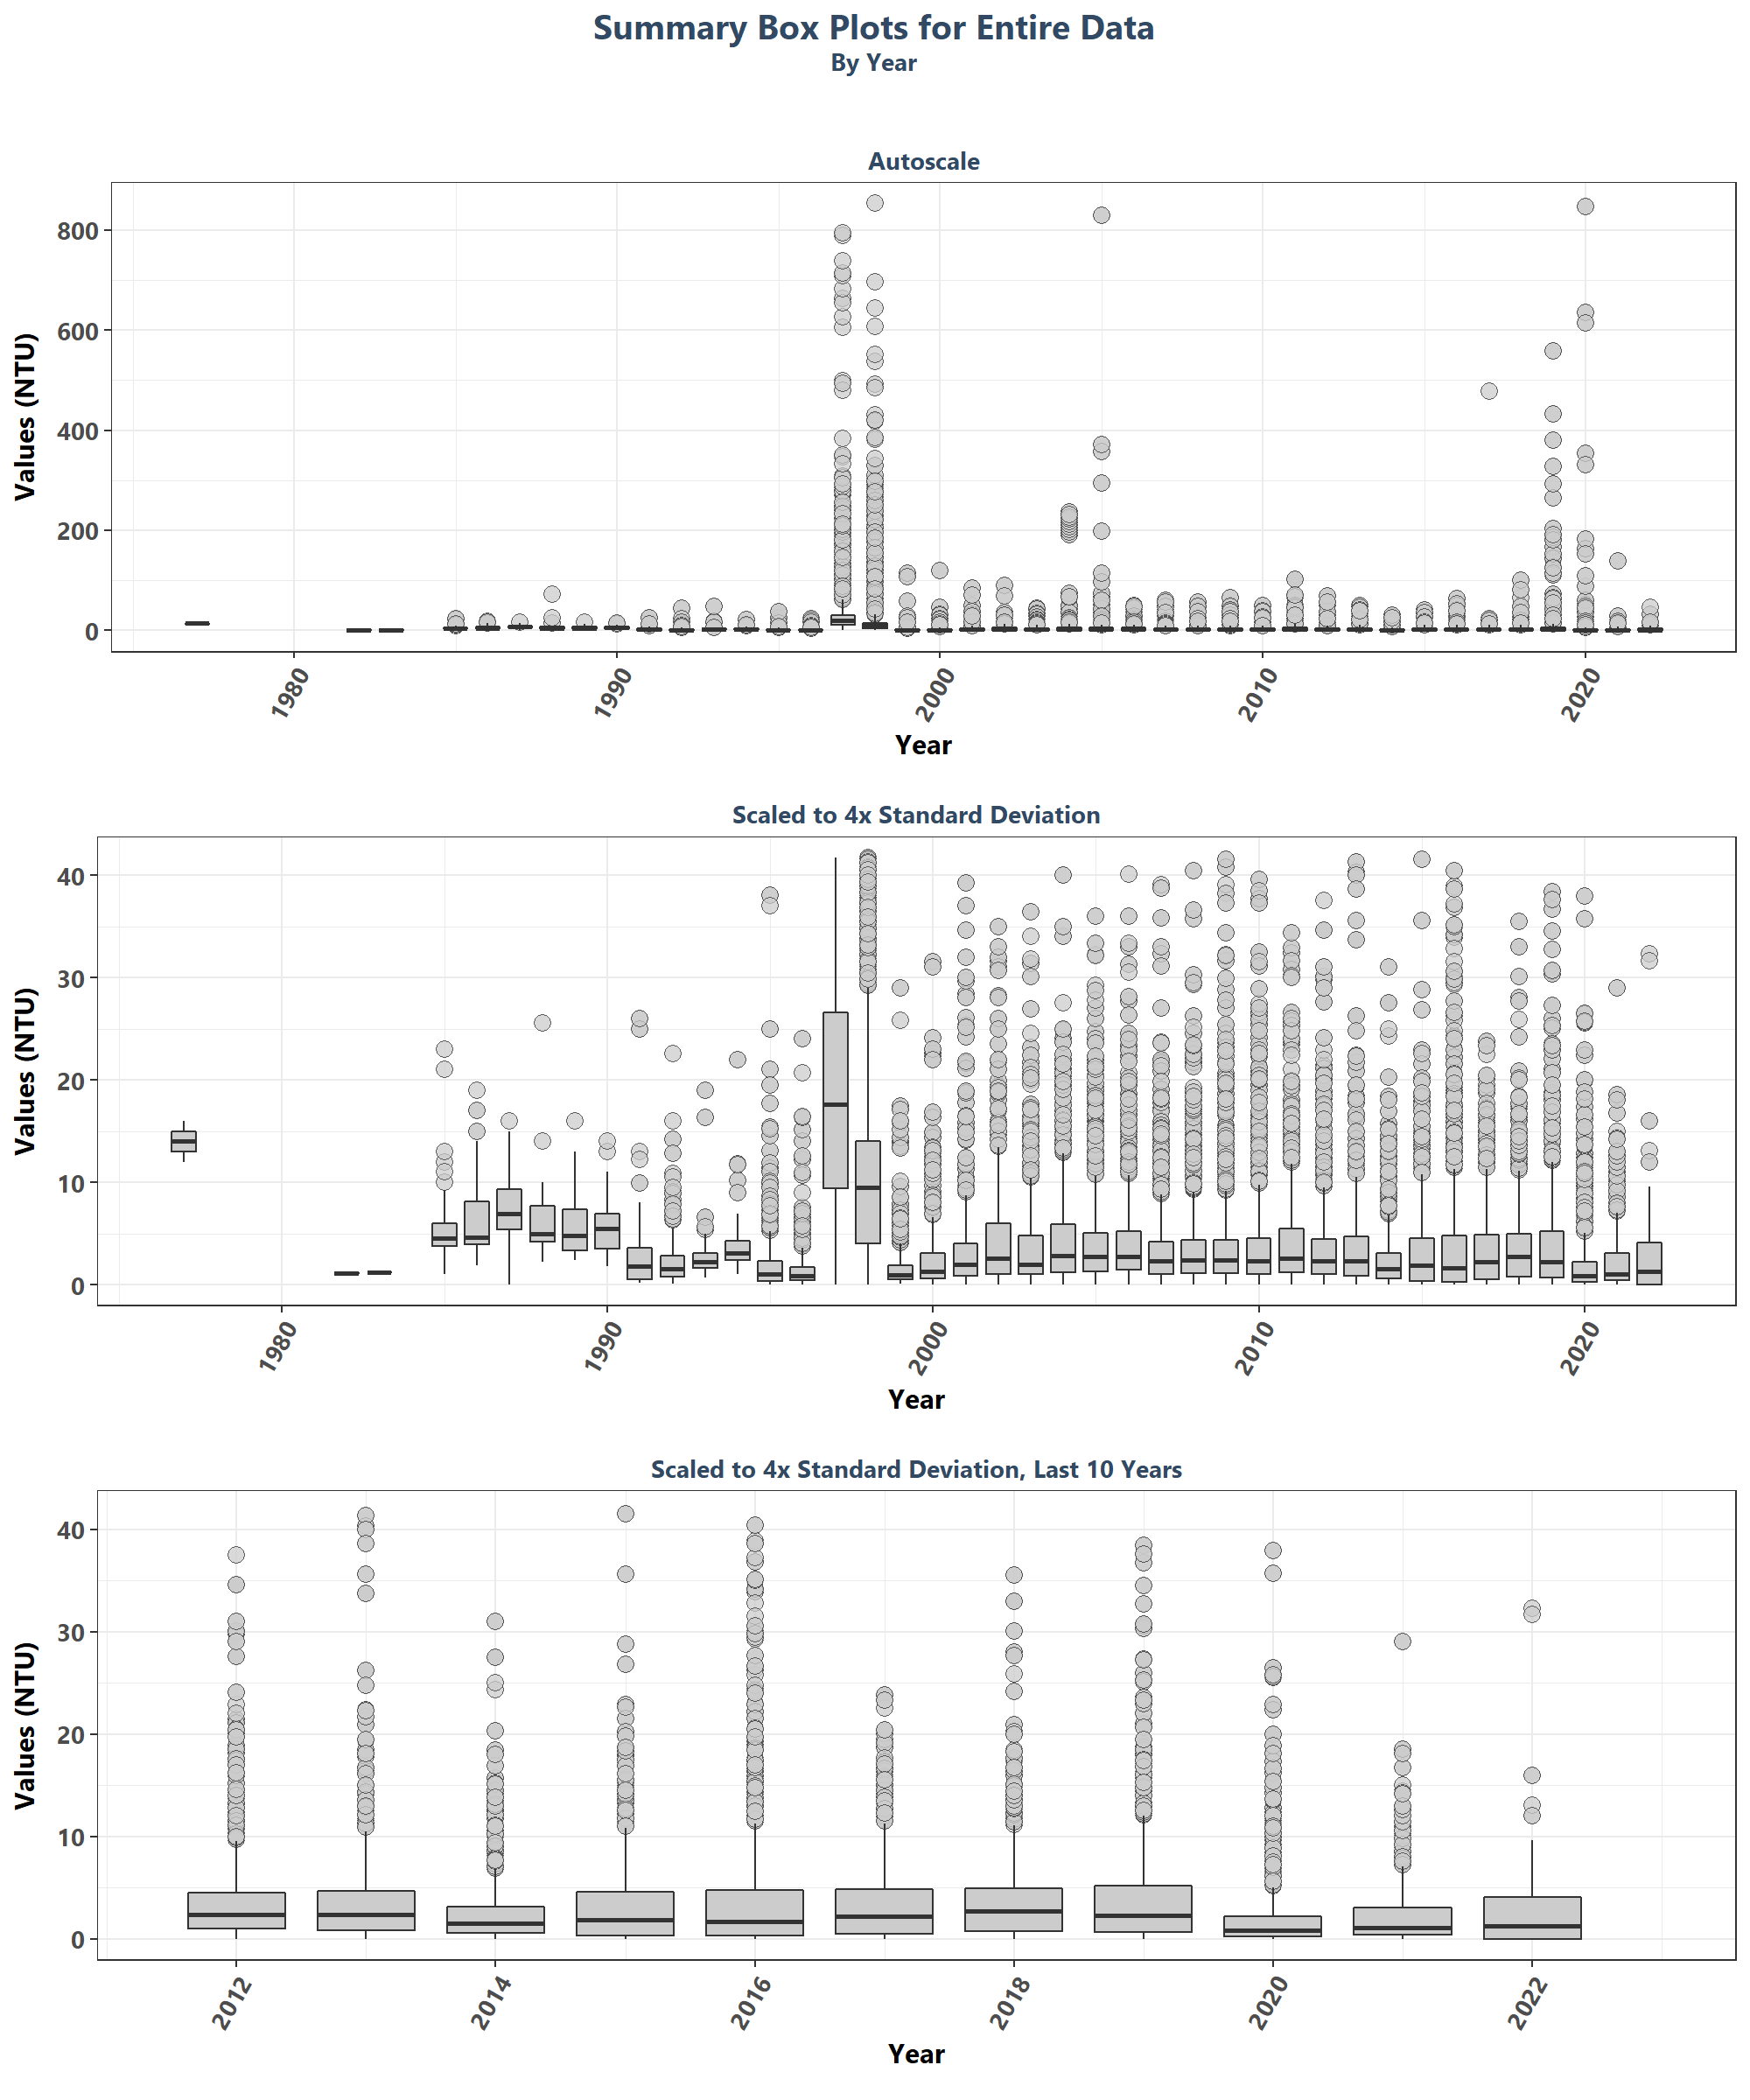 Summary Box Plots for Entire Data
By Year
Autoscale
Values (NTU)
800
600
400
200
0
1980
1990
2000
2010
2020
Year
Scaled to 4x Standard Deviation
Values (NTU)
40
30
20
10
0
1980
1990
2000
2010
2020
Year
Scaled to 4x Standard Deviation, Last 10 Years
Values (NTU)
40
30
20
10
0
2012
2014
2016
2018
2020
2022
Year